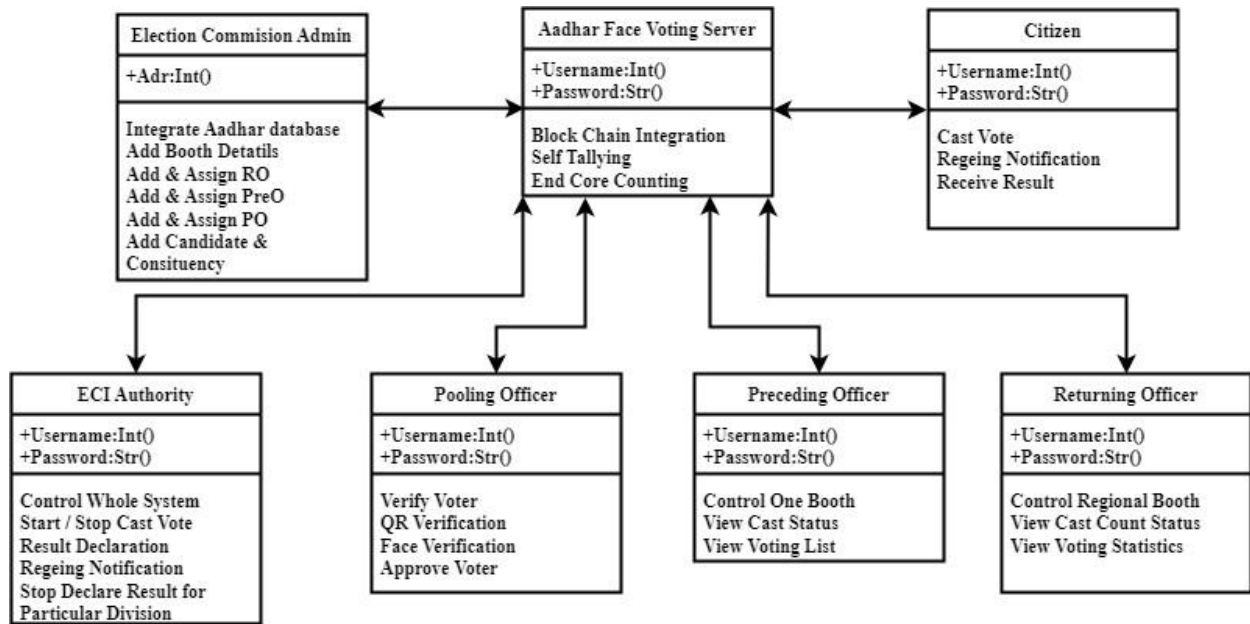 Election Commision Admin
+Adr:Int()
Integrate Aadhar database
Add Booth Detatils
Add & Assign RO
Add & Assign PreO
Add & Assign PO
Add Candidate &
Consituency
Aadhar Face Voting Server
+Username:Int()
+Password:Str()
Block Chain Integration
Self Tallying
End Core Counting
Citizen
+Username:Int()
+Password:Str()
Cast Vote
Regeing Notification
Receive Result
ECI Authority
+Username:Int()
+Password:Str()
Control Whole System
Start / Stop Cast Vote
Result Declaration
Regeing Notification
Stop Declare Result for
Particular Division
Pooling Officer
+Username:Int()
+Password:Str()
Verify Voter
QR Verification
Face Verification
Approve Voter
Preceding Officer
+Username:Int()
+Password:Str()
Control One Booth
View Cast Status
View Voting List
Returning Officer
+Username:Int()
+Password:Str()
Control Regional Booth
View Cast Count Status
View Voting Statistics